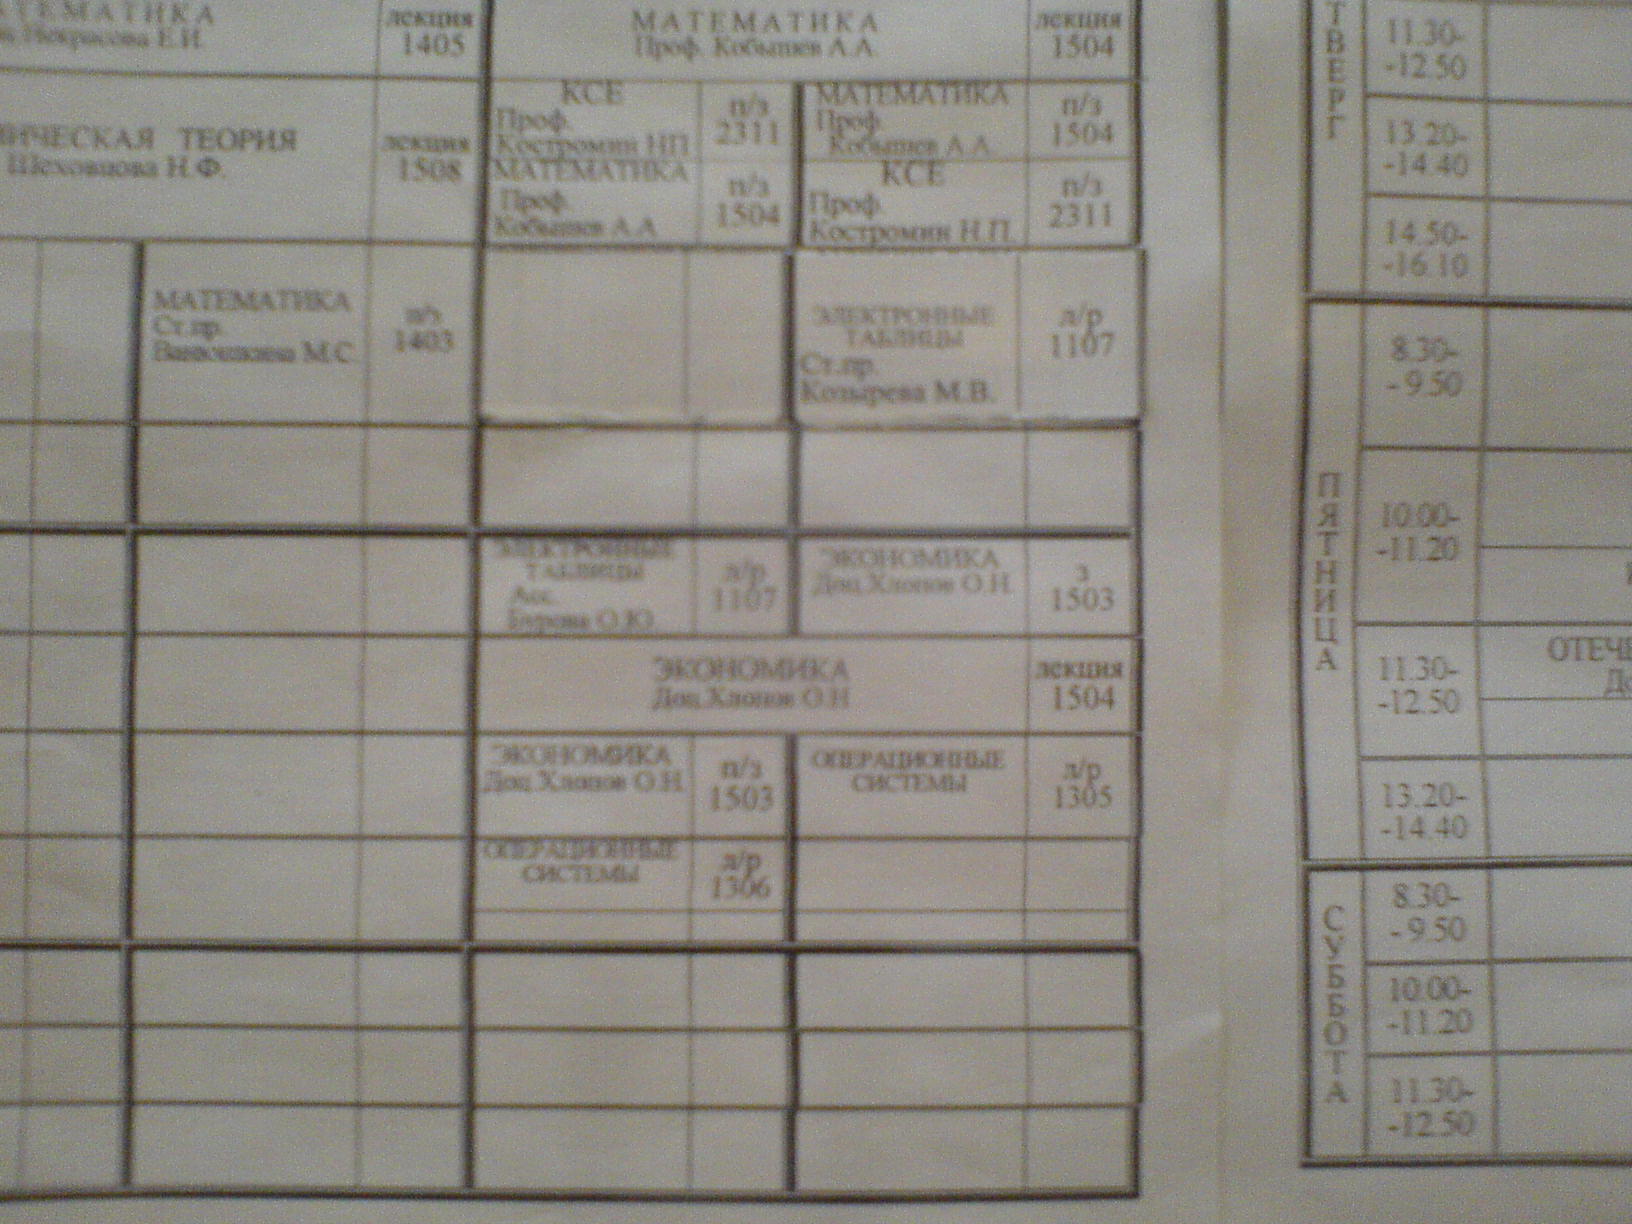 МАТЕМАТИКА
Некрасова Е.И.
лекция
1405
МАТЕМАТИКА
Проф. Кобышев А.А.
лекция
1504
ТЕОРИЯ
Шеховцова Н.Ф.
лекция
1508
КСЕ
Проф.
Костромин НП
п/з
2311
МАТЕМАТИКА
Проф.
Кобышев А.А.
п/з
1504
МАТЕМАТИКА
Проф.
Кобышев А.А
п/з
1504
КСЕ
Проф.
Костромин Н.П.
п/з
2311
МАТЕМАТИКА
Ст.пр.
М.С.
п/з
1403
ЭЛЕКТРОННЫЕ
ТАБЛИЦЫ
Ст.пр.
Козырева М.В.
л/р
1107
ЭЛЕКТРОННЫЕ
ТАБЛИЦЫ
Асс.
Бурова О.Ю.
л/р
1107
ЭКОНОМИКА
Доц.Хлопов О.Н.
з
1503
ЭКОНОМИКА
Доц.Хлопов О.Н
лекция
1504
ЭКОНОМИКА
Доц.Хлопов О.Н.
п/з
1503
ОПЕРАЦИОННЫЕ
СИСТЕМЫ
л/р
1305
ОПЕРАЦИОННЫЕ
СИСТЕМЫ
л/р
1306
ТВЕРГ
11.30-
-12.50
13.20-
-14.40
14.50-
-16.10
ПЯТНИЦА
8.30-
-9.50
10.00-
-11.20
11.30-
-12.50
ОТЕЧЕ
До
13.20-
-14.40
СУББОТА
8.30-
-9.50
10.00-
-11.20
11.30-
-12.50